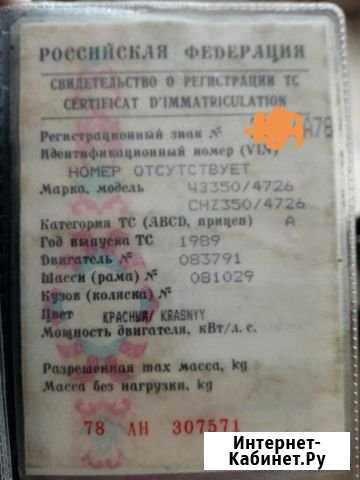 РОССИЙСКАЯ ФЕДЕРАЦИЯ
СВИДЕТЕЛЬСТВО О РЕГИСТРАЦИИ ТС
CERTIFICAT D'IMMATRICULATION
Регистрационный знак № А78
Идентификационный номер (VIN)
НОМЕР ОТСУТСТВУЕТ
Марка, модель ЧЗ350/472б
CHZ350/4726
Категория ТС (ABCD, прицеп) A
Год выпуска ТС 1989
Двигатель № 083791
Шасси (рама) № 081029
Кузов (коляска) №
Цвет КРАСНЫЙ/ KRASNYY
Мощность двигателя, кВт/л. с.
Разрешенная max масса, kg
Масса без нагрузки, kg
78 АН 307571
Интернет-
Кабинет.Ру